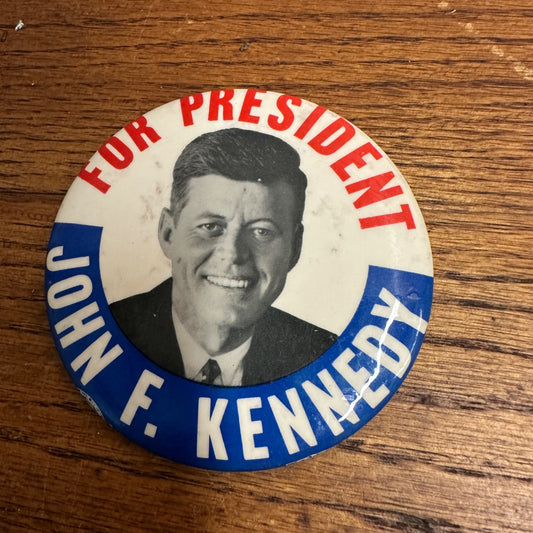 FOR PRESIDENT
JOHN F. KENNEDY